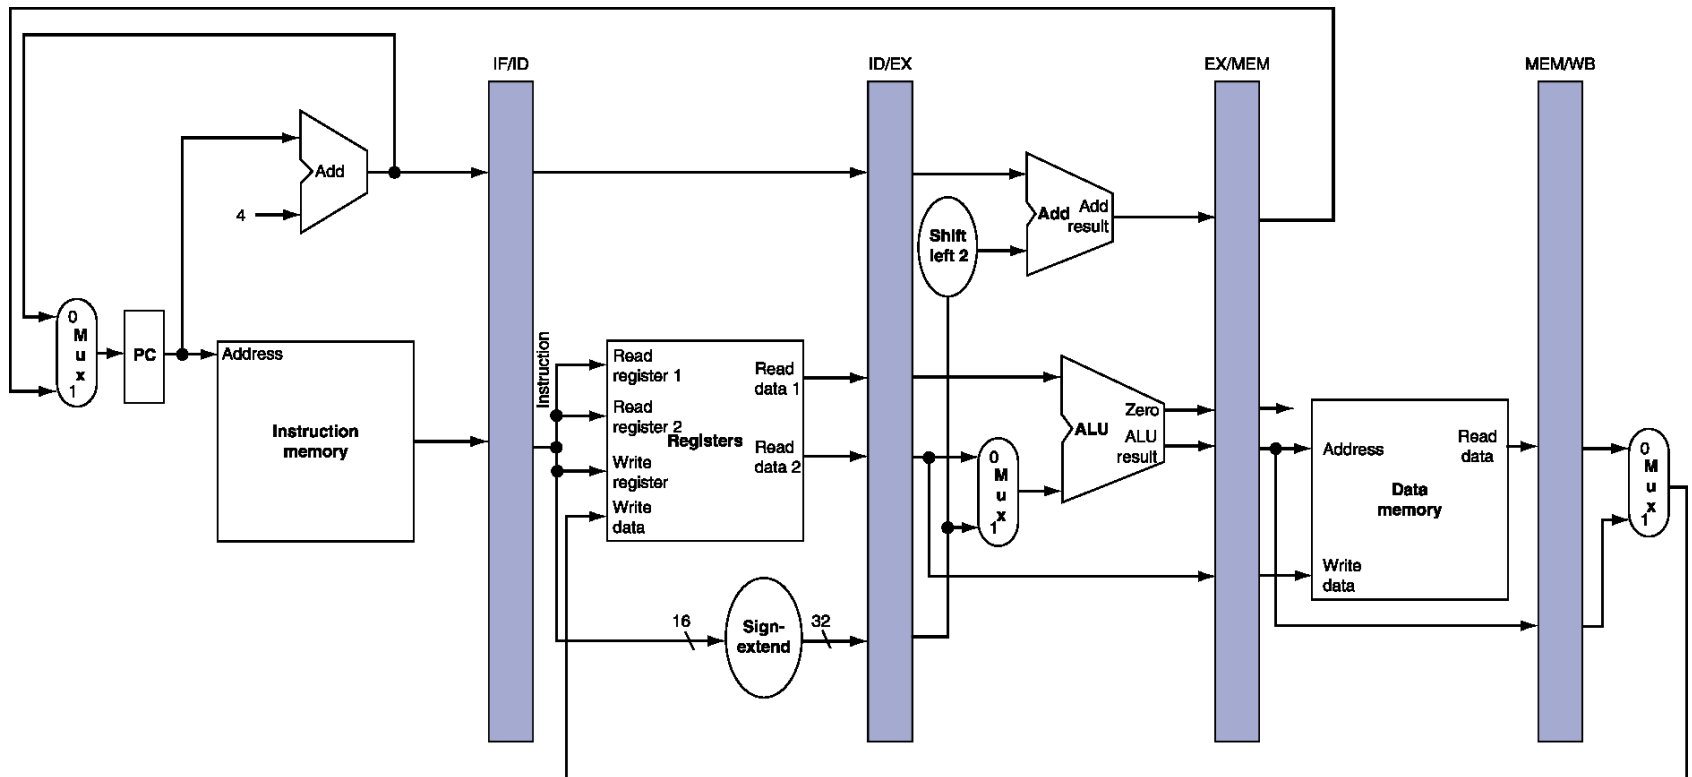 IF/ID
ID/EX
EX/MEM
MEM/WB
Add
4
Add
Add
result
Shift
left 2
0
M
u
x
1
PC
Address
Instruction
memory
Instruction
Read
register 1
Read
register 2
Registers
Write
register
Write
data
Read
data 1
Read
data 2
16
Sign-
extend
32
0
M
u
x
1
Zero
ALU
ALU
result
Address
Read
data
Data
memory
Write
data
0
M
u
x
1